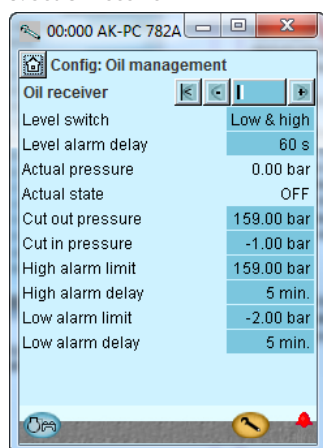 00:000 AK-PC 782A
Config: Oil management
Oil receiver
Level switch Low & high
Level alarm delay 60 s
Actual pressure 0.00 bar
Actual state OFF
Cut out pressure 159.00 bar
Cut in pressure -1.00 bar
High alarm limit 159.00 bar
High alarm delay 5 min.
Low alarm limit -2.00 bar
Low alarm delay 5 min.